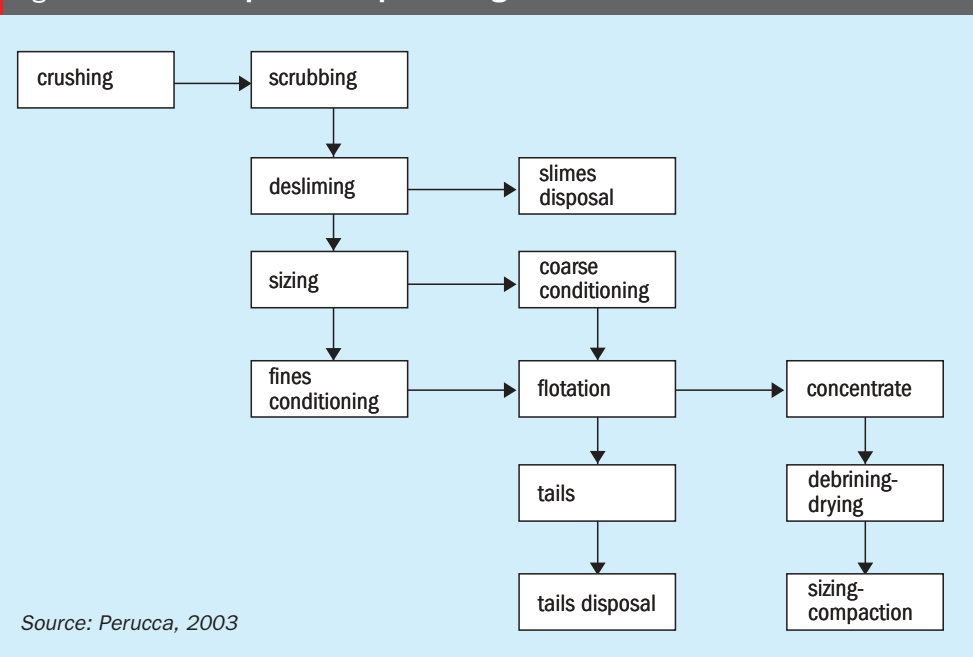 crushing
scrubbing
desliming
slimes
disposal
sizing
coarse
conditioning
fines
conditioning
flotation
concentrate
tails
debrining-
drying
tails disposal
sizing-
compaction
Source: Perucca, 2003